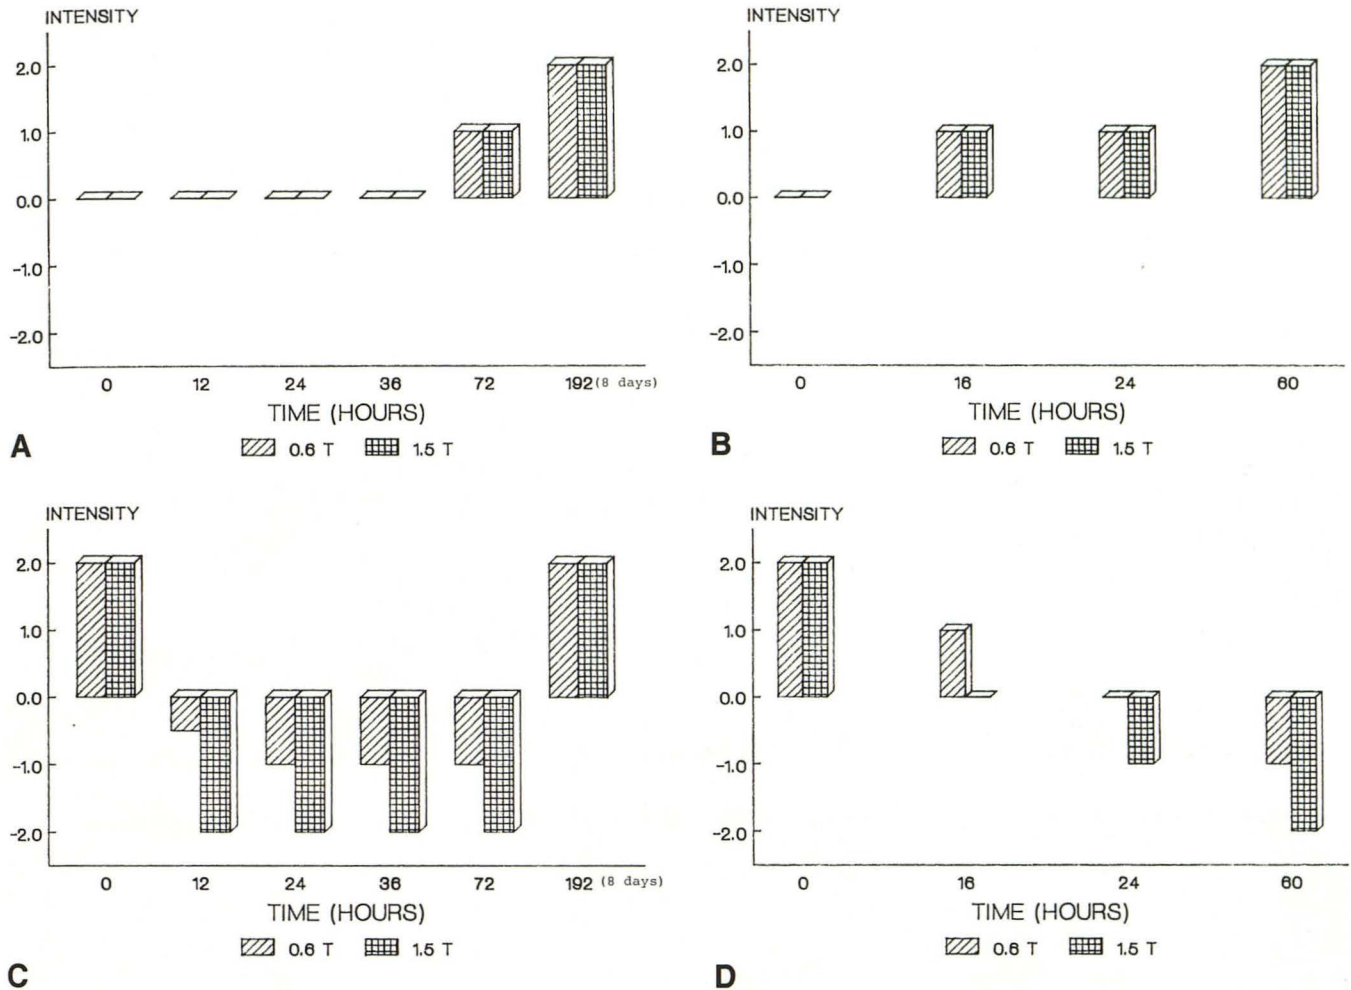 INTENSITY
2.0
1.0
0.0
-1.0
-2.0
0 12 24 36 72 192(8 days)
TIME (HOURS)
0.6 T 1.5 T
A
INTENSITY
2.0
1.0
0.0
-1.0
-2.0
0 16 24 60
TIME (HOURS)
0.6 T 1.5 T
B
INTENSITY
2.0
1.0
0.0
-1.0
-2.0
0 12 24 36 72 192 (8 days)
TIME (HOURS)
0.6 T 1.5 T
C
INTENSITY
2.0
1.0
0.0
-1.0
-2.0
0 16 24 60
TIME (HOURS)
0.6 T 1.5 T
D